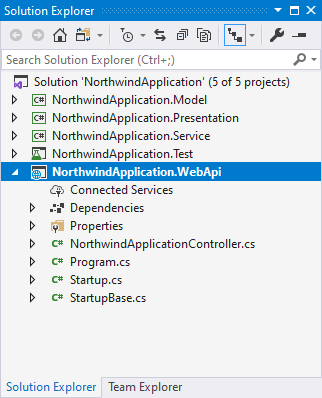 Solution Explorer
Search Solution Explorer (Ctrl+;)
Solution 'NorthwindApplication' (5 of 5 projects)
C# NorthwindApplication.Model
C# NorthwindApplication.Presentation
C# NorthwindApplication.Service
NorthwindApplication.Test
NorthwindApplication.WebApi
Connected Services
Dependencies
Properties
C# NorthwindApplicationController.cs
C# Program.cs
C# Startup.cs
C# StartupBase.cs
Solution Explorer Team Explorer